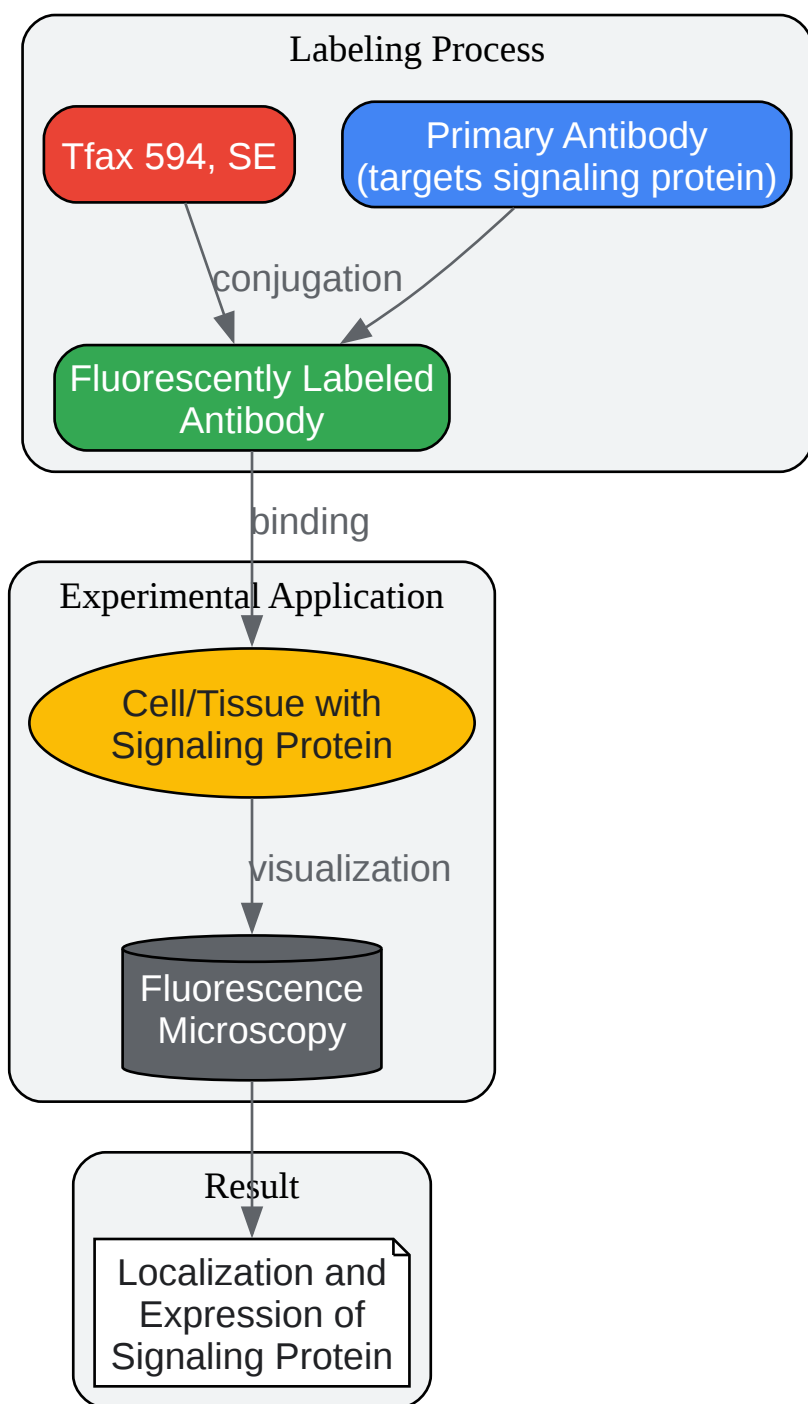 Labeling Process
Tfax 594, SE
Primary Antibody
(targets signaling protein)
conjugation
Fluorescently Labeled
Antibody
binding
Experimental Application
Cell/Tissue with
Signaling Protein
visualization
Fluorescence
Microscopy
Result
Localization and
Expression of
Signaling Protein